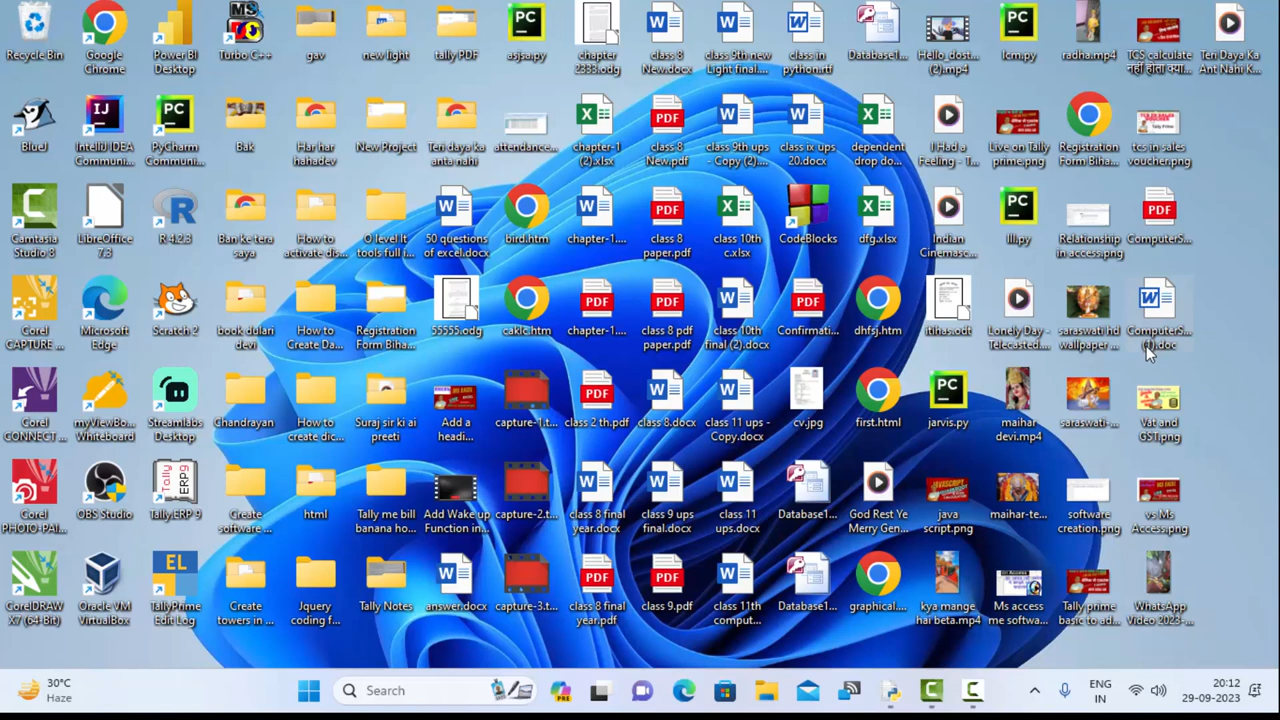 Recycle Bin
Google
Chrome
Power BI
Desktop
Turbo C++
gav
new light
tally PDF
asjsa.py
chapter
2333.odg
class 8
New.docx
class 9th new
Light final....
class in
python.rtf
Database1...
Hello_dost...
(2).mp4
lcm.py
radha.mp4
TCS calculate
नहीं होता क्या...
Teri Daya Ka
Ant Nahi K...
BlueJ
IntelliJ IDEA
Communi...
PyCharm
Communi...
Bak
Har har
hahadev
New Project
Teri daya ka
anta nahi
attendance...
chapter-1
(2).xlsx
class 8
New.pdf
class 9th ups
- Copy (2)....
class ix ups
20.docx
dependent
drop do...
I Had a
Feeling - T...
Live on Tally
prime.png
Registration
Form Biha...
tcs in sales
voucher.png
Camtasia
Studio 8
LibreOffice
7.3
R 4.2.3
Ban ke tera
saya
How to
activate dis...
O level It
tools full i...
50 questions
of excel.docx
bird.htm
chapter-1....
class 8
paper.pdf
class 10th
c.xlsx
CodeBlocks
dfg.xlsx
Indian
Cinemasc...
llli.py
Relationship
in access.png
ComputerS...
Corel
CAPTURE ...
Microsoft
Edge
Scratch 2
book dulari
devi
How to
Create Da...
Registration
Form Biha...
55555.odg
caklc.htm
chapter-1....
class 8 pdf
paper.pdf
class 10th
final (2).docx
Confirmati...
dhfsj.htm
itihas.odt
Lonely Day -
Telecasted....
saraswati hd
wallpaper ...
ComputerS...
(1).doc
Corel
CONNECT ...
myViewBo...
Whiteboard
Streamlabs
Desktop
Chandrayan
How to
create dic...
Suraj sir ki ai
preeti
Add a
headi...
capture-1.t...
class 2 th.pdf
class 8.docx
class 11 ups -
Copy.docx
cv.jpg
first.html
jarvis.py
maihar
devi.mp4
saraswati-...
Vat and
GST.png
Corel
PHOTO-PAI...
OBS Studio
Tally.ERP 9
Create
software ...
html
Tally me bill
banana ho...
Add Wake up
Function in...
capture-2.t...
class 8 final
year.docx
class 9 ups
final.docx
class 11
ups.docx
Database1...
God Rest Ye
Merry Gen...
java
script.png
maihar-te...
software
creation.png
vs Ms
Access.png
CorelDRAW
X7 (64-Bit)
Oracle VM
VirtualBox
TallyPrime
Edit Log
Create
towers in ...
Jquery
coding f...
Tally Notes
answer.docx
capture-3.t...
class 8 final
year.pdf
class 9.pdf
class 11th
comput...
Database1...
graphical....
kya mange
hai beta.mp4
Ms access
me softwa...
Tally prime
basic to ad...
WhatsApp
Video 2023-...
30°C
Haze
Search
ENG
IN
20:12
29-09-2023